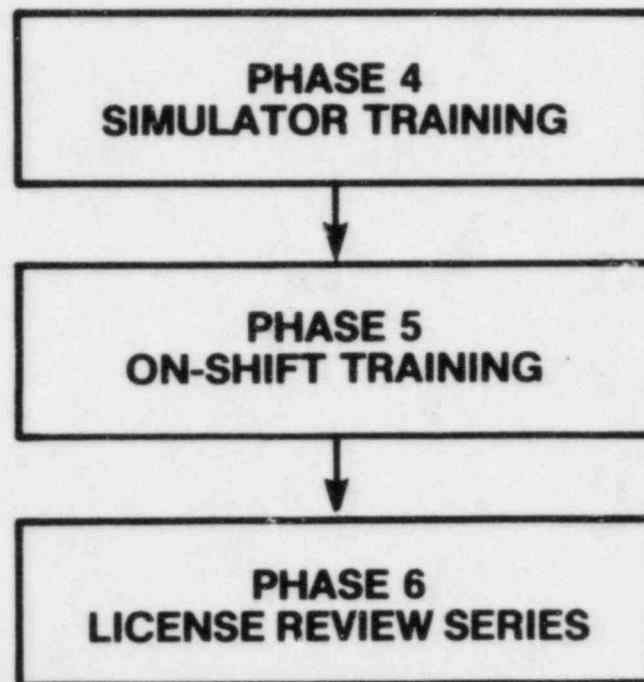 PHASE 4
SIMULATOR TRAINING
PHASE 5
ON-SHIFT TRAINING
PHASE 6
LICENSE REVIEW SERIES